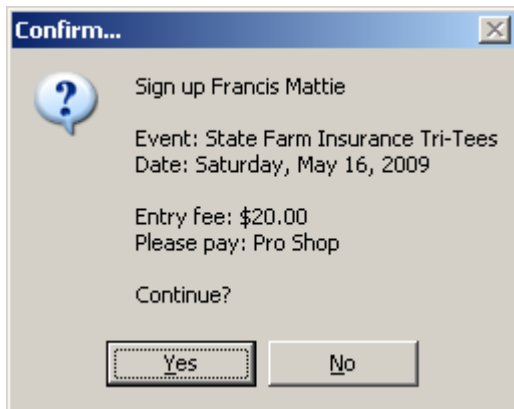 Confirm...
Sign up Francis Mattie
Event: State Farm Insurance Tri-Tees
Date: Saturday, May 16, 2009
Entry fee: $20.00
Please pay: Pro Shop
Continue?
Yes No